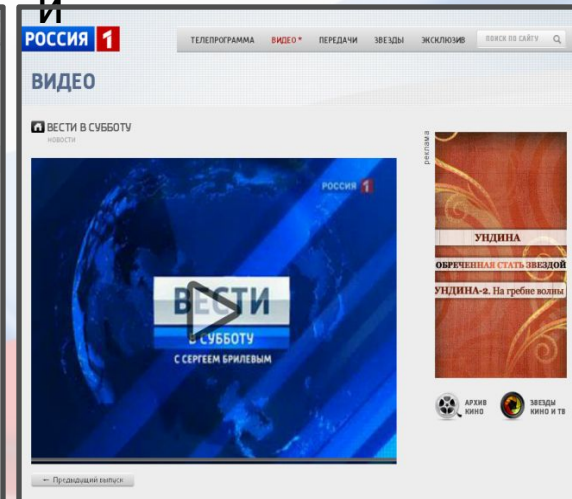 И
РОССИЯ 1
ТЕЛЕПРОГРАММА ВИДЕО ПЕРЕДАЧИ ЗВЕЗДЫ ЭКСКЛЮЗИВ ПОИСК ПО САЙТУ
ВИДЕО
ВЕСТИ В СУББОТУ
НОВОСТИ
реклама
РОССИЯ 1
ВЕСТИ
В СУББОТУ
С СЕРГЕЕМ БРИЛЕВЫМ
УНДИНА
ОБРЕЧЕННАЯ СТАТЬ ЗВЕЗДОЙ
УНДИНА-2. На гребне волны
АРХИВ
КИНО
ЗВЕЗДЫ
КИНО И ТВ
← Предыдущий выпуск